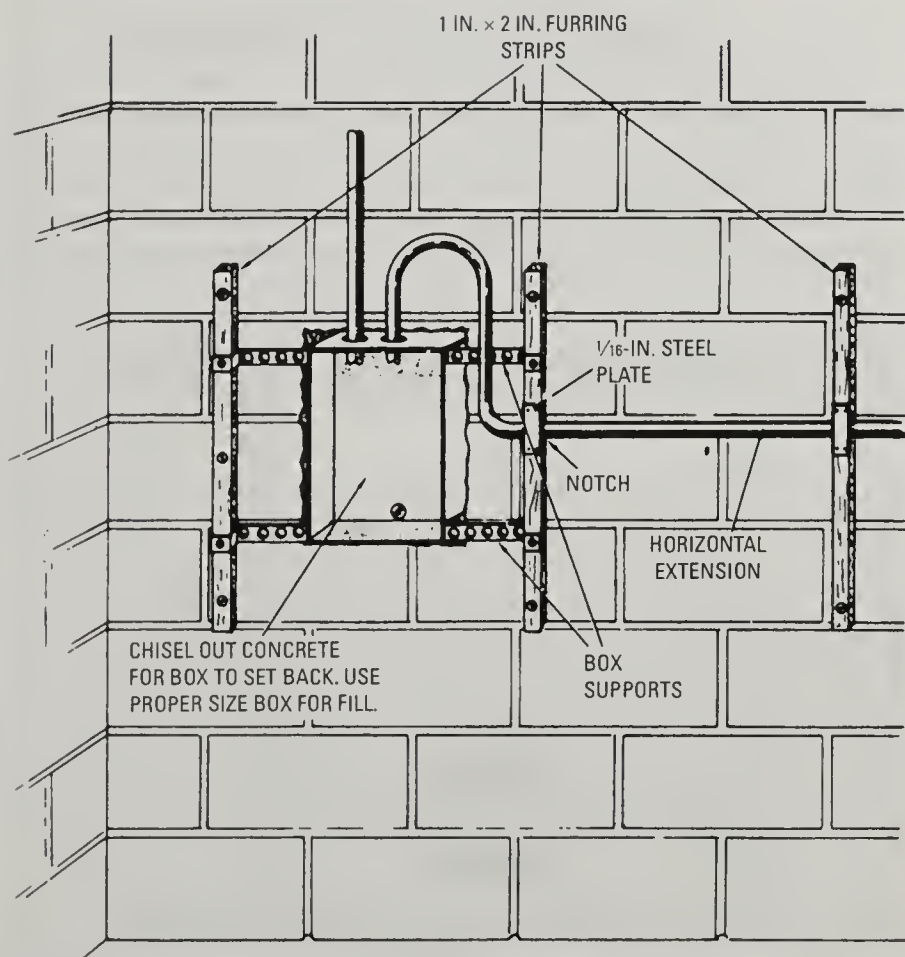 1 IN. × 2 IN. FURRING
STRIPS
1/16-IN. STEEL
PLATE
NOTCH
HORIZONTAL
EXTENSION
BOX
SUPPORTS
CHISEL OUT CONCRETE
FOR BOX TO SET BACK. USE
PROPER SIZE BOX FOR FILL.